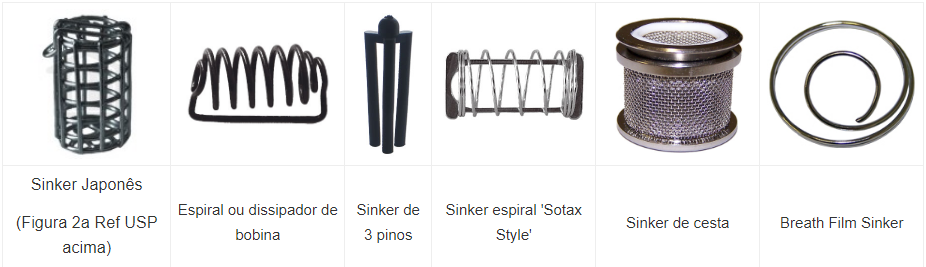 Sinker Japonês
(Figura 2a Ref USP
acima)
Espiral ou dissipador de
bobina
Sinker de
3 pinos
Sinker espiral 'Sotax
Style'
Sinker de cesta
Breath Film Sinker